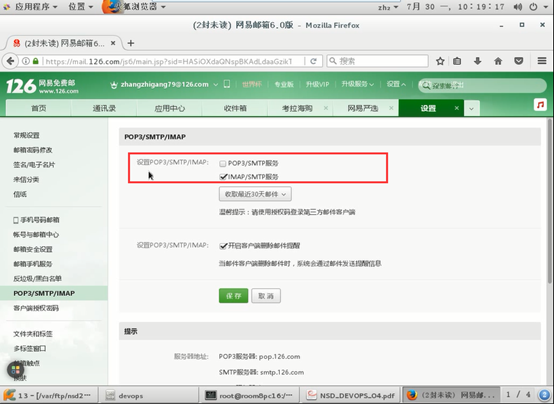 应用程序 位置 狐浏览器 zh2 7月 30 一，10∶19∶17
(2封未读) 网易邮箱6.0版 - Mozilla Firefox
(2封未读) 网易邮箱6....
https://mail.126.com/js6/main.jsp?sid=HASiOXdaQNspBKAdLdaaGzikT 搜索
126 网易免费邮 www.126.com zhangzhigang79@126.com 世界杯 专业版 升级VIP 升级服务 设置
首页 通讯录 应用中心 收件箱 考拉海购 网易严选 设置
常规设置
邮箱密码修改
签名/电子名片
来信分类
信纸
手机号码邮箱
帐号与邮箱中心
邮箱安全设置
邮箱手机服务
反垃圾/黑白名单
POP3/SMTP/IMAP
客户端授权密码
文件夹和标签
多标签窗口
邮箱触点
POP3/SMTP/IMAP
设置POP3/SMTP/IMAP: POP3/SMTP服务
IMAP/SMTP服务
收取最近30天邮件
温馨提示：请使用授权码登录第三方邮件客户端
设置POP3/SMTP/IMAP: 开启客户端删除邮件提醒
当邮件客户端删除邮件时，系统会通过邮件发送提醒信息
保存 取消
提示
服务器地址: POP3服务器: pop.126.com
SMTP服务器: smtp.126.com
13 - [/var/ftp/nsd2... devops root@room8pc16:/... NSD_DEVOPS_04.pdf (2封未读) 网易邮... 1 / 4